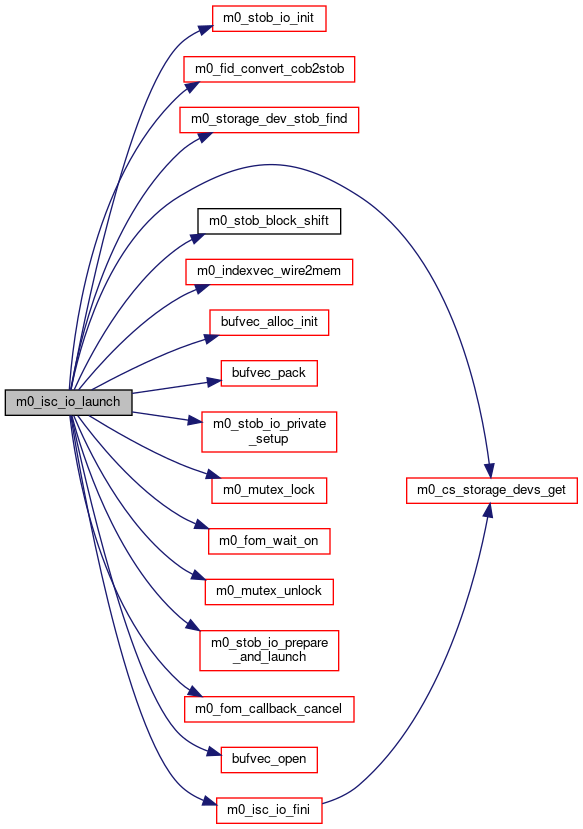 m0_stob_io_init
m0_fid_convert_cob2stob
m0_storage_dev_stob_find
m0_stob_block_shift
m0_indexvec_wire2mem
bufvec_alloc_init
bufvec_pack
m0_isc_io_launch
m0_stob_io_private
_setup
m0_mutex_lock
m0_cs_storage_devs_get
m0_fom_wait_on
m0_mutex_unlock
m0_stob_io_prepare
_and_launch
m0_fom_callback_cancel
bufvec_open
m0_isc_io_fini